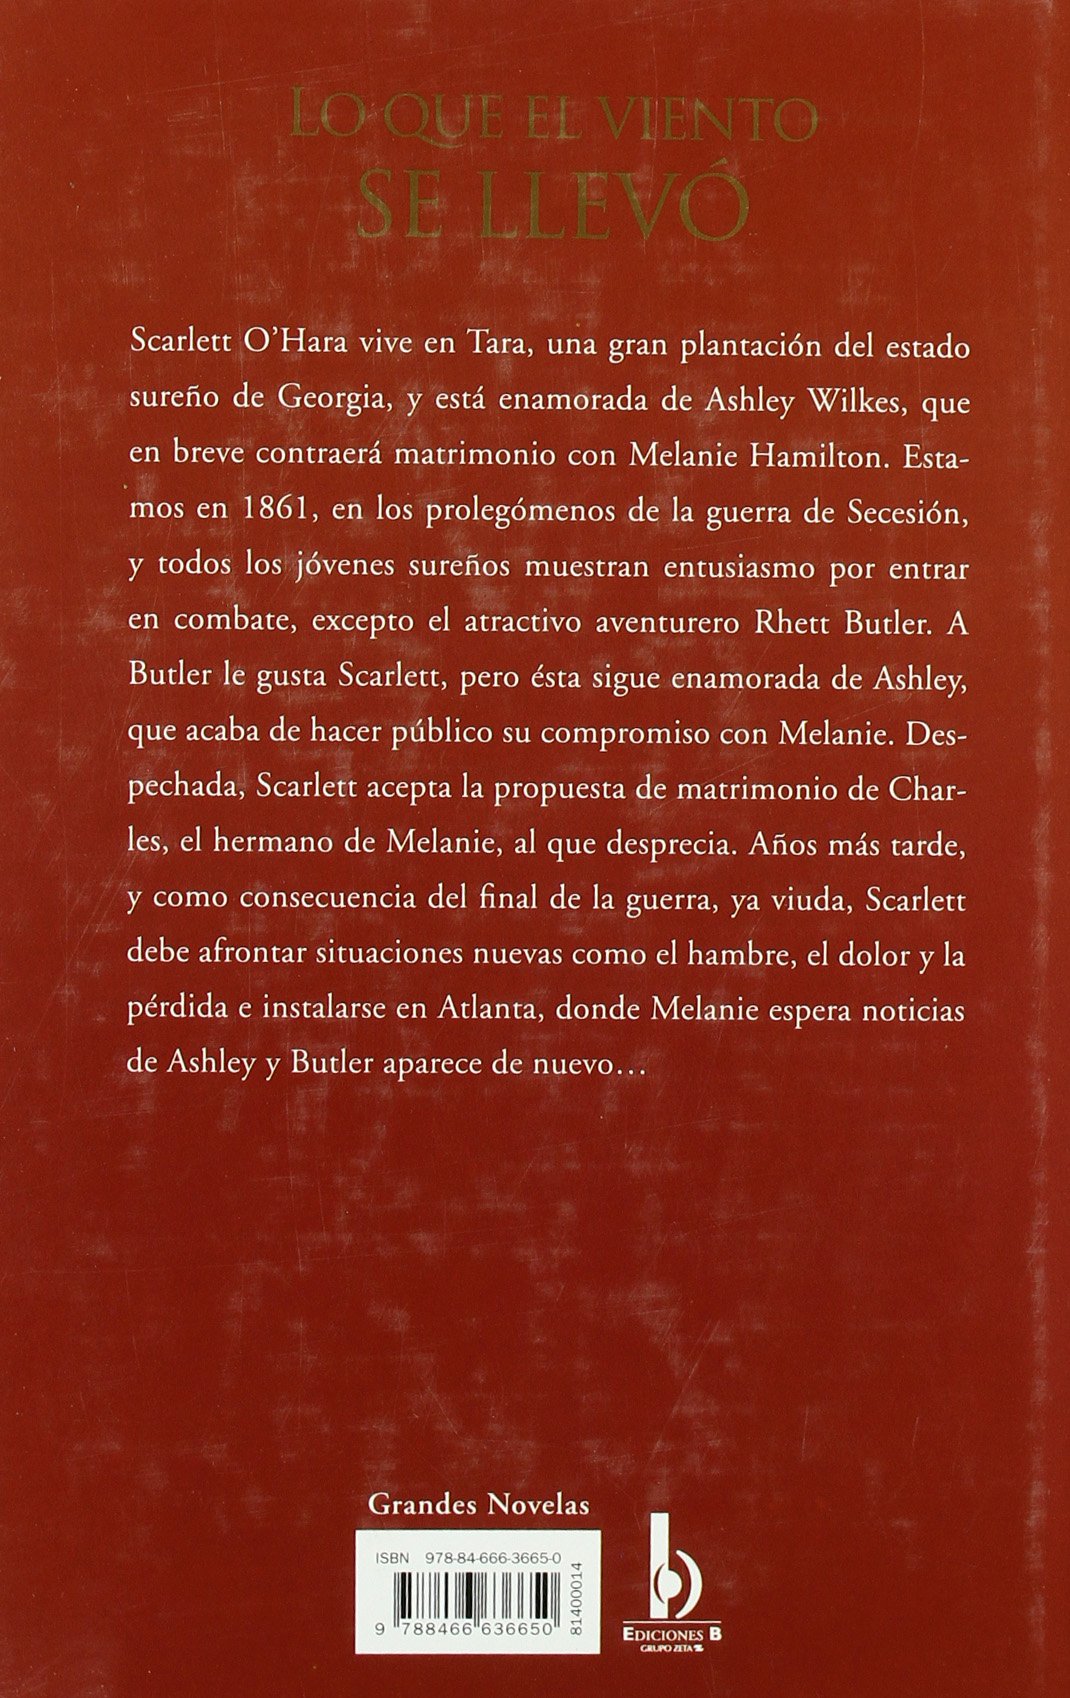 LO QUE EL VIENTO
SE LLEVÓ
Scarlett O’Hara vive en Tara, una gran plantación del estado
sureño de Georgia, y está enamorada de Ashley Wilkes, que
en breve contraerá matrimonio con Melanie Hamilton. Esta-
mos en 1861, en los prolegómenos de la guerra de Secesión,
y todos los jóvenes sureños muestran entusiasmo por entrar
en combate, excepto el atractivo aventurero Rhett Butler. A
Butler le gusta Scarlett, pero ésta sigue enamorada de Ashley,
que acaba de hacer público su compromiso con Melanie. Des-
pechada, Scarlett acepta la propuesta de matrimonio de Char-
les, el hermano de Melanie, al que desprecia. Años más tarde,
y como consecuencia del final de la guerra, ya viuda, Scarlett
debe afrontar situaciones nuevas como el hambre, el dolor y la
pérdida e instalarse en Atlanta, donde Melanie espera noticias
de Ashley y Butler aparece de nuevo…
Grandes Novelas
ISBN 978-84-666-3665-0
9 788466 636650
81400014
b
EDICIONES B
GRUPO ZETA